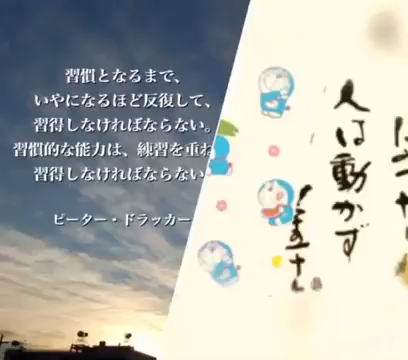 習慣となるまで、
いやになるほど反復して、
習得しなければならない。
習慣的な能力は、練習を重ね
習得しなければならない
ピーター・ドラッカー
人は動かず